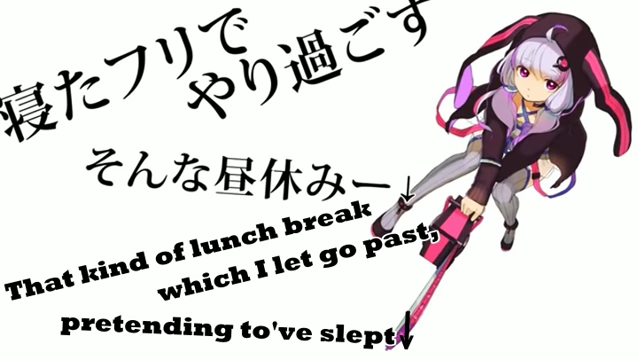 寝たフリで
やり過ごす
そんな昼休みー↓
That kind of lunch break
which I let go past,
pretending to've slept↓